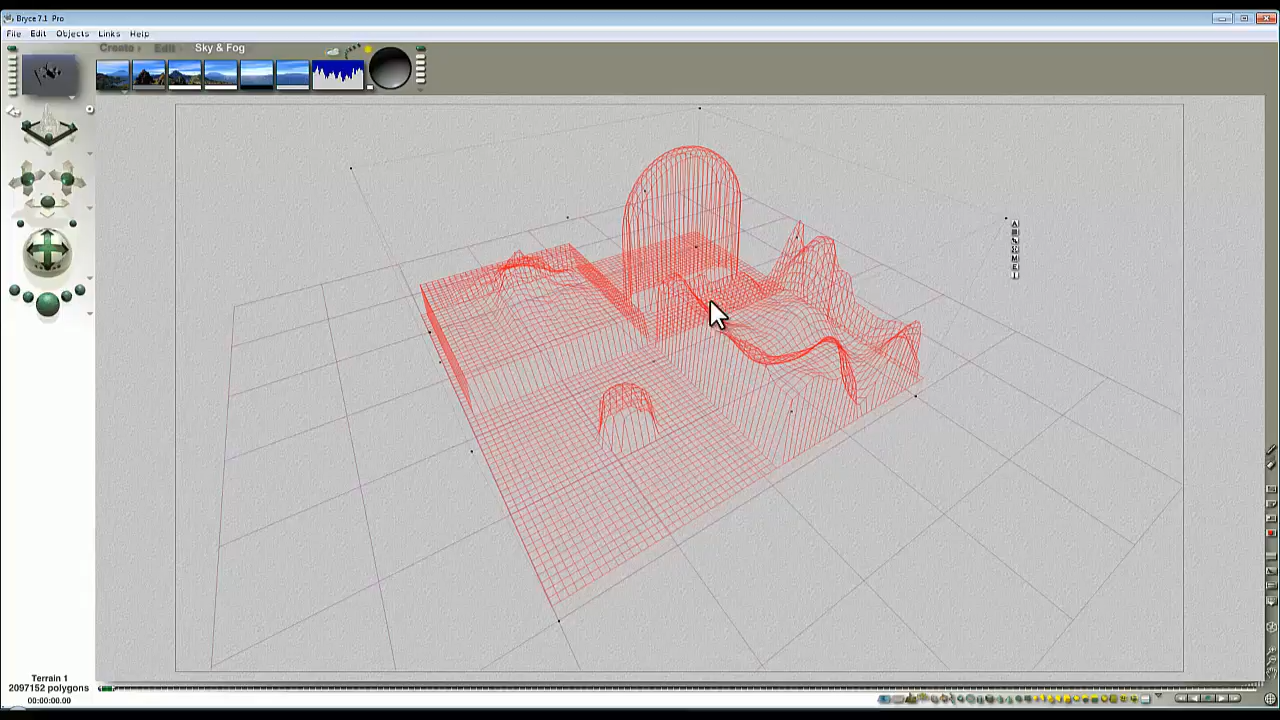 Bryce 7.1 Pro
File Edit Objects Links Help
Create Edit Sky & Fog
A
M
E
Terrain 1
2097152 polygons
00:00:00.00